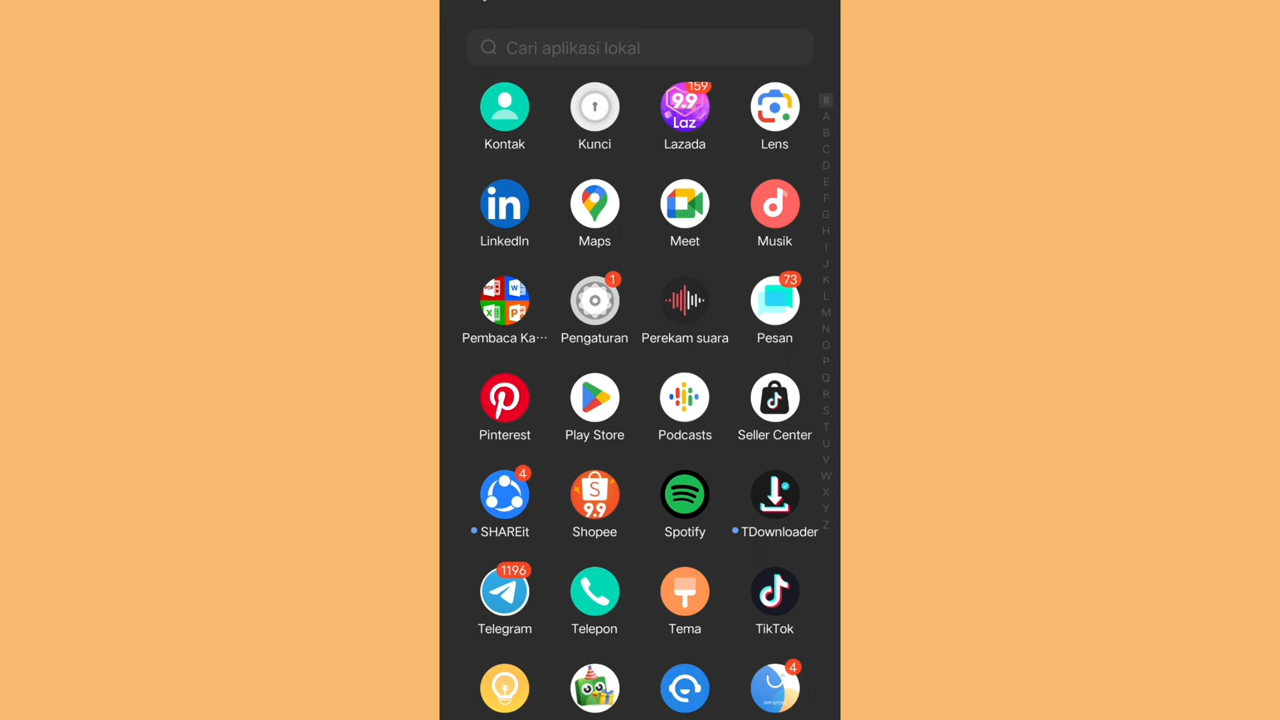 Cari aplikasi lokal
159
9.9
Laz
Kontak
Kunci
Lazada
Lens
#
A
B
C
D
E
F
G
H
I
J
K
L
M
N
O
P
Q
R
S
T
U
V
W
X
Y
Z
in
LinkedIn
Maps
Meet
Musik
PDF
W
X
P
1
73
Pembaca Ka···
Pengaturan
Perekam suara
Pesan
Pinterest
Play Store
Podcasts
Seller Center
4
S
9.9
SHAREit
Shopee
Spotify
TDownloader
1196
Telegram
Telepon
Tema
TikTok
4